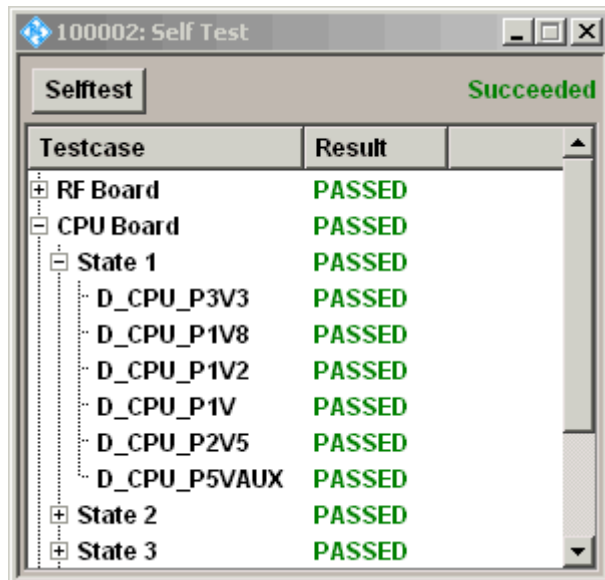 100002: Self Test
Selftest Succeeded
Testcase Result
RF Board PASSED
CPU Board PASSED
State 1 PASSED
D_CPU_P3V3 PASSED
D_CPU_P1V8 PASSED
D_CPU_P1V2 PASSED
D_CPU_P1V PASSED
D_CPU_P2V5 PASSED
D_CPU_P5VAUX PASSED
State 2 PASSED
State 3 PASSED